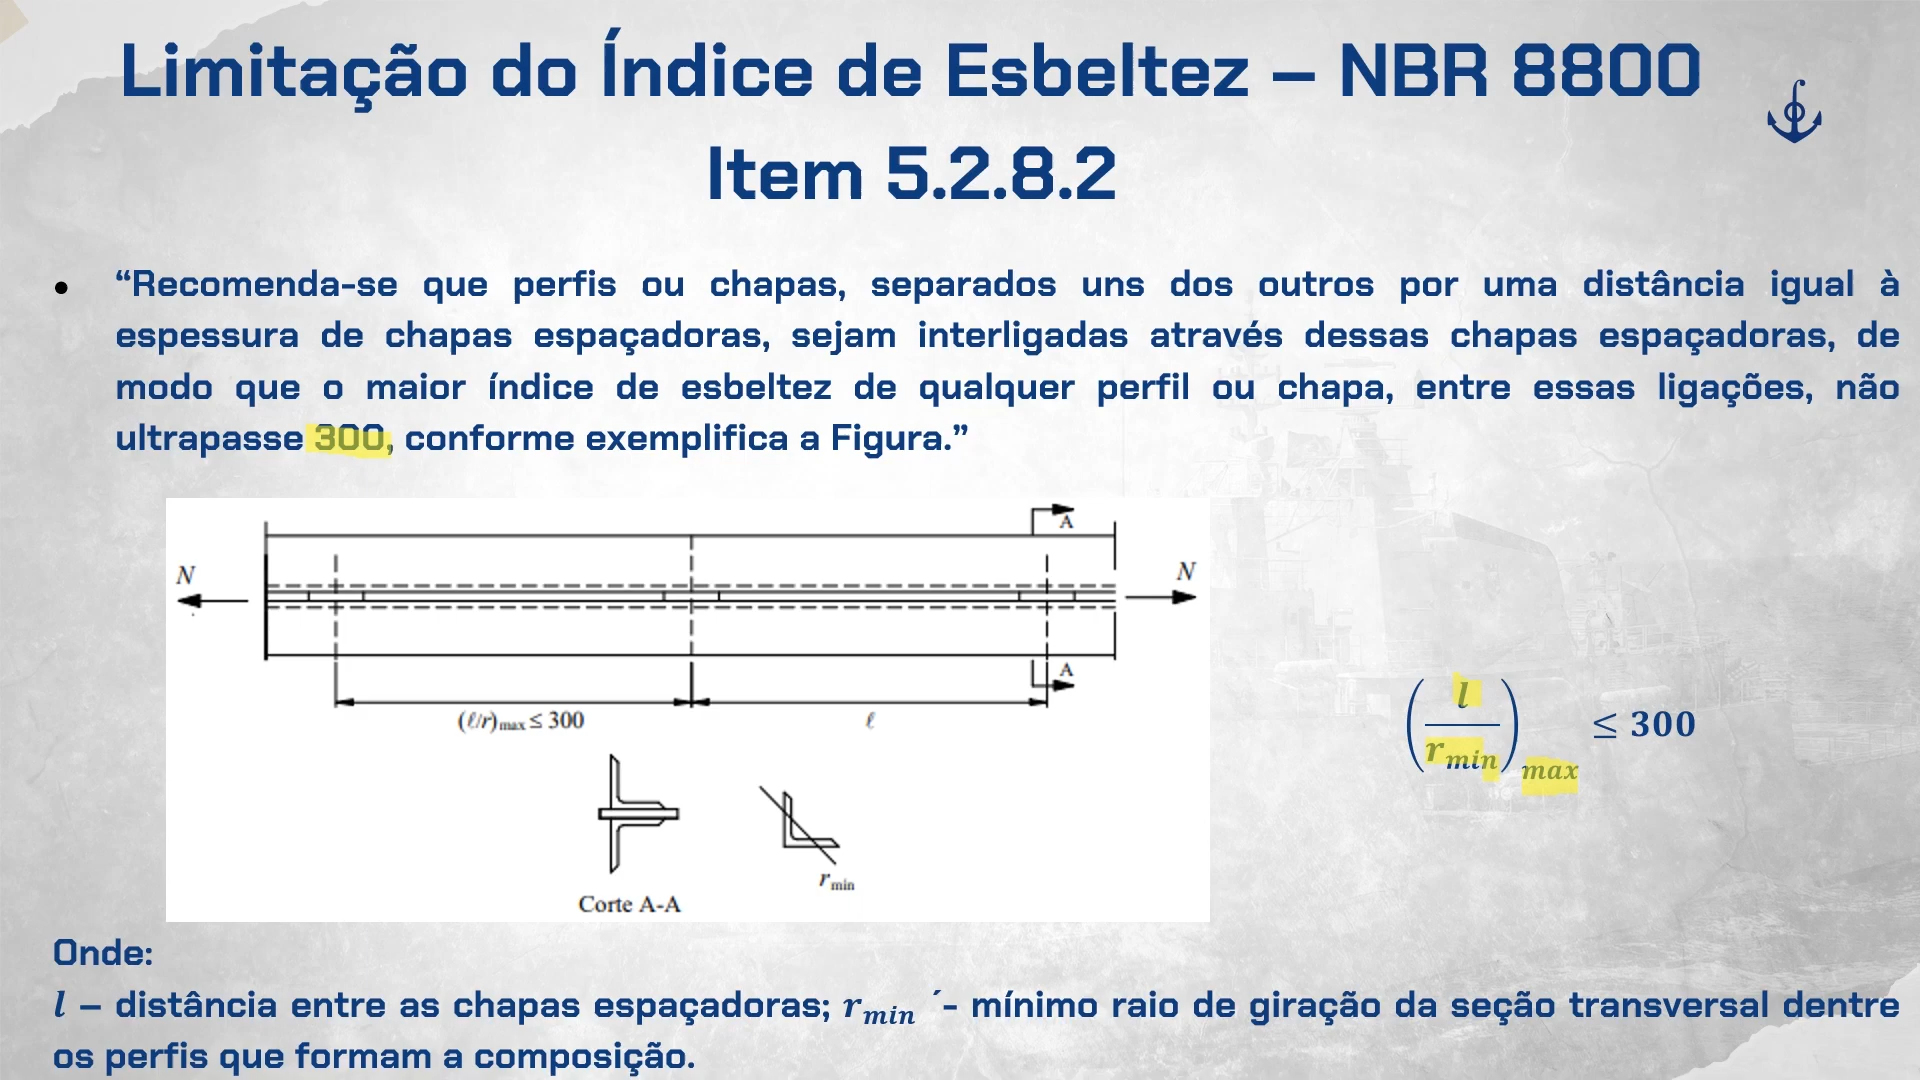 Limitação do Índice de Esbeltez – NBR 8800
Item 5.2.8.2
• “Recomenda-se que perfis ou chapas, separados uns dos outros por uma distância igual à
espessura de chapas espaçadoras, sejam interligadas através dessas chapas espaçadoras, de
modo que o maior índice de esbeltez de qualquer perfil ou chapa, entre essas ligações, não
ultrapasse 300, conforme exemplifica a Figura.”
A
N
N
A
(ℓ/r)max ≤ 300
ℓ
(l / r_min)_max ≤ 300
r_min
Corte A-A
Onde:
l – distância entre as chapas espaçadoras; r_min ´- mínimo raio de giração da seção transversal dentre
os perfis que formam a composição.